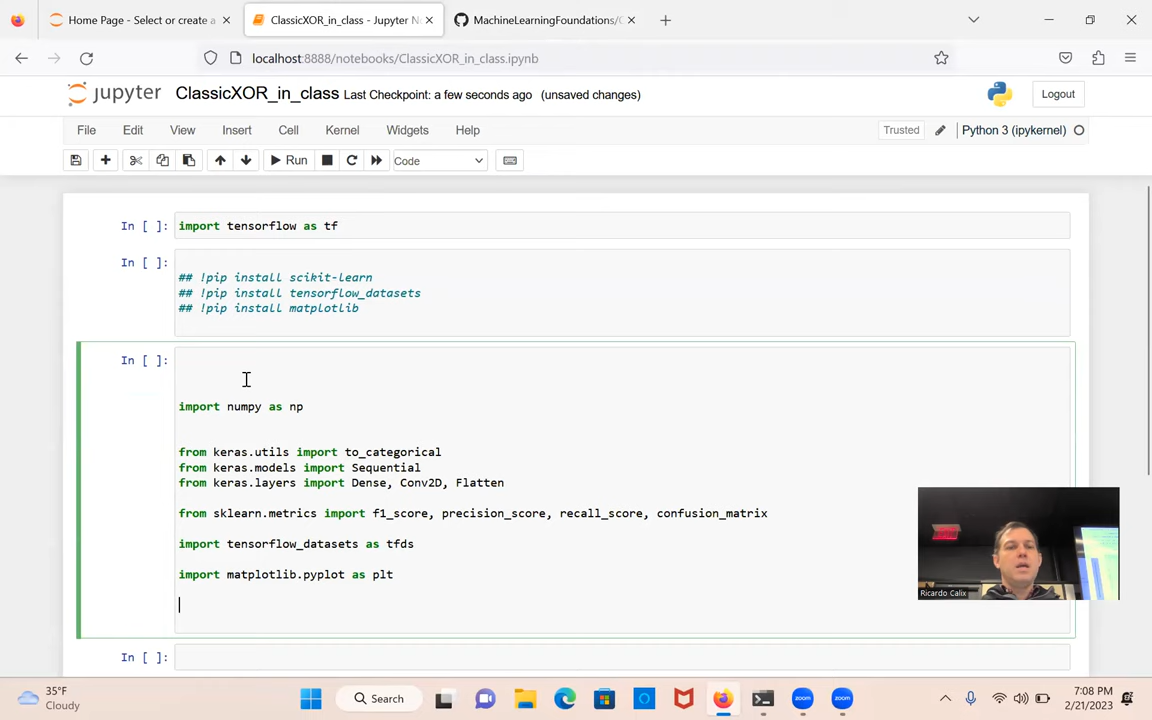 Home Page - Select or create a
ClassicXOR_in_class - Jupyter N
MachineLearningFoundations/C
localhost:8888/notebooks/ClassicXOR_in_class.ipynb
jupyter ClassicXOR_in_class Last Checkpoint: a few seconds ago (unsaved changes)
Logout
File Edit View Insert Cell Kernel Widgets Help
Trusted Python 3 (ipykernel)
Run Code
In [ ]: import tensorflow as tf
In [ ]:
## !pip install scikit-learn
## !pip install tensorflow_datasets
## !pip install matplotlib
In [ ]:
import numpy as np
from keras.utils import to_categorical
from keras.models import Sequential
from keras.layers import Dense, Conv2D, Flatten
from sklearn.metrics import f1_score, precision_score, recall_score, confusion_matrix
import tensorflow_datasets as tfds
import matplotlib.pyplot as plt
Ricardo Calix
In [ ]:
35°F
Cloudy
Search
7:08 PM
2/21/2023